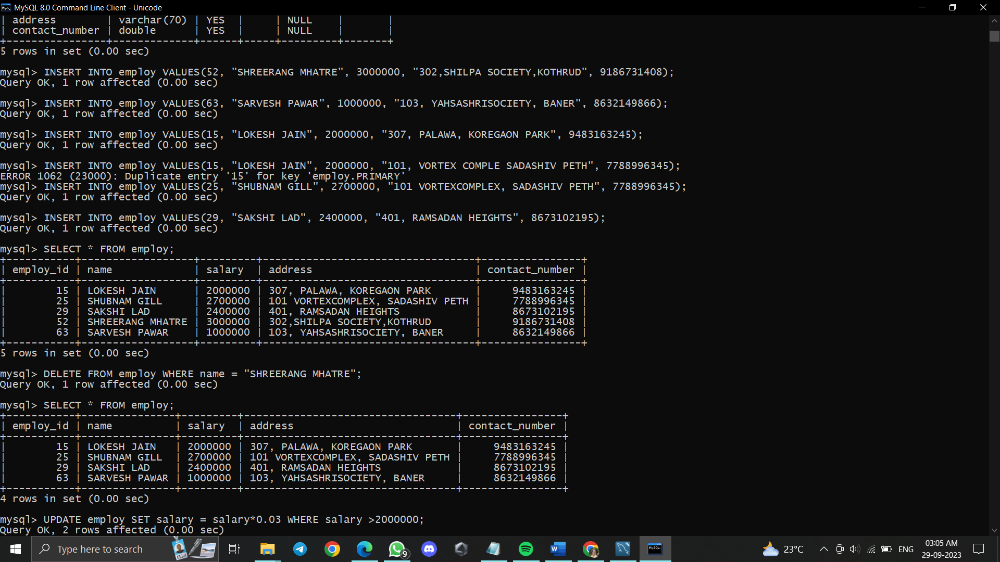 MySQL 8.0 Command Line Client - Unicode
| address         | varchar(70) | YES  |     | NULL    |       |
| contact_number | double      | YES  |     | NULL    |       |
+-----------------+-------------+------+-----+---------+-------+
5 rows in set (0.00 sec)
mysql> INSERT INTO employ VALUES(52, "SHREERANG MHATRE", 3000000, "302,SHILPA SOCIETY,KOTHRUD", 9186731408);
Query OK, 1 row affected (0.00 sec)
mysql> INSERT INTO employ VALUES(63, "SARVESH PAWAR", 1000000, "103, YAHSASHRISOCIETY, BANER", 8632149866);
Query OK, 1 row affected (0.00 sec)
mysql> INSERT INTO employ VALUES(15, "LOKESH JAIN", 2000000, "307, PALAWA, KOREGAON PARK", 9483163245);
Query OK, 1 row affected (0.00 sec)
mysql> INSERT INTO employ VALUES(15, "LOKESH JAIN", 2000000, "101, VORTEX COMPLE SADASHIV PETH", 7788996345);
ERROR 1062 (23000): Duplicate entry '15' for key 'employ.PRIMARY'
mysql> INSERT INTO employ VALUES(25, "SHUBNAM GILL", 2700000, "101 VORTEXCOMPLEX, SADASHIV PETH", 7788996345);
Query OK, 1 row affected (0.00 sec)
mysql> INSERT INTO employ VALUES(29, "SAKSHI LAD", 2400000, "401, RAMSADAN HEIGHTS", 8673102195);
Query OK, 1 row affected (0.00 sec)
mysql> SELECT * FROM employ;
+-----------+------------------+---------+----------------------------------+----------------+
| employ_id | name             | salary  | address                          | contact_number |
+-----------+------------------+---------+----------------------------------+----------------+
|        15 | LOKESH JAIN      | 2000000 | 307, PALAWA, KOREGAON PARK       |     9483163245 |
|        25 | SHUBNAM GILL     | 2700000 | 101 VORTEXCOMPLEX, SADASHIV PETH |     7788996345 |
|        29 | SAKSHI LAD       | 2400000 | 401, RAMSADAN HEIGHTS            |     8673102195 |
|        52 | SHREERANG MHATRE | 3000000 | 302,SHILPA SOCIETY,KOTHRUD       |     9186731408 |
|        63 | SARVESH PAWAR    | 1000000 | 103, YAHSASHRISOCIETY, BANER     |     8632149866 |
+-----------+------------------+---------+----------------------------------+----------------+
5 rows in set (0.00 sec)
mysql> DELETE FROM employ WHERE name = "SHREERANG MHATRE";
Query OK, 1 row affected (0.00 sec)
mysql> SELECT * FROM employ;
+-----------+---------------+---------+----------------------------------+----------------+
| employ_id | name          | salary  | address                          | contact_number |
+-----------+---------------+---------+----------------------------------+----------------+
|        15 | LOKESH JAIN   | 2000000 | 307, PALAWA, KOREGAON PARK       |     9483163245 |
|        25 | SHUBNAM GILL  | 2700000 | 101 VORTEXCOMPLEX, SADASHIV PETH |     7788996345 |
|        29 | SAKSHI LAD    | 2400000 | 401, RAMSADAN HEIGHTS            |     8673102195 |
|        63 | SARVESH PAWAR | 1000000 | 103, YAHSASHRISOCIETY, BANER     |     8632149866 |
+-----------+---------------+---------+----------------------------------+----------------+
4 rows in set (0.00 sec)
mysql> UPDATE employ SET salary = salary*0.03 WHERE salary >2000000;
Query OK, 2 rows affected (0.00 sec)
Type here to search
9
23°C
ENG
03:05 AM
29-09-2023